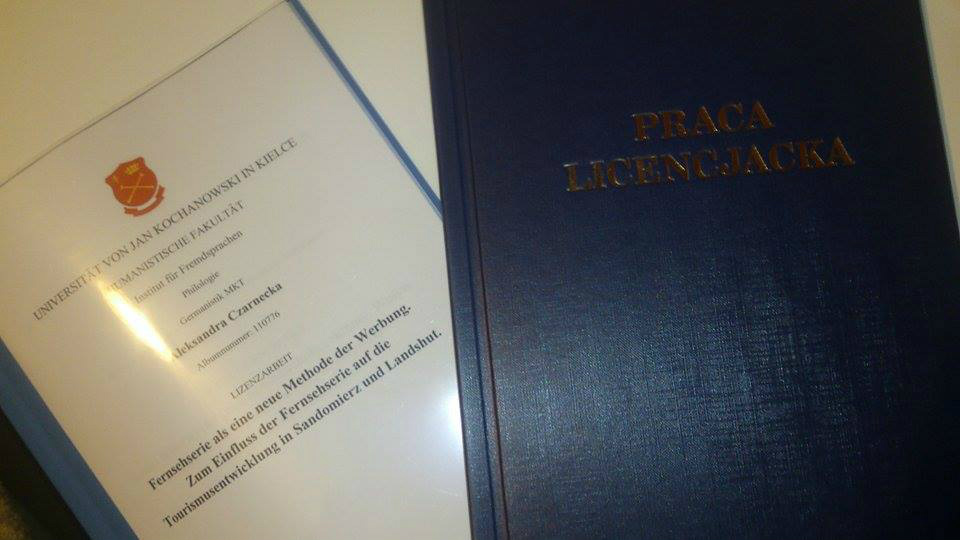 UNIVERSITÄT VON JAN KOCHANOWSKI IN KIELCE
HUMANISTISCHE FAKULTÄT
Institut für Fremdsprachen
Philologie
Germanistik MKT
Aleksandra Czarnecka
Albumnummer: 110776
LIZENZARBEIT
Fernsehserie als eine neue Methode der Werbung.
Zum Einfluss der Fernsehserie auf die
Tourismusentwicklung in Sandomierz und Landshut.
PRACA
LICENCJACKA